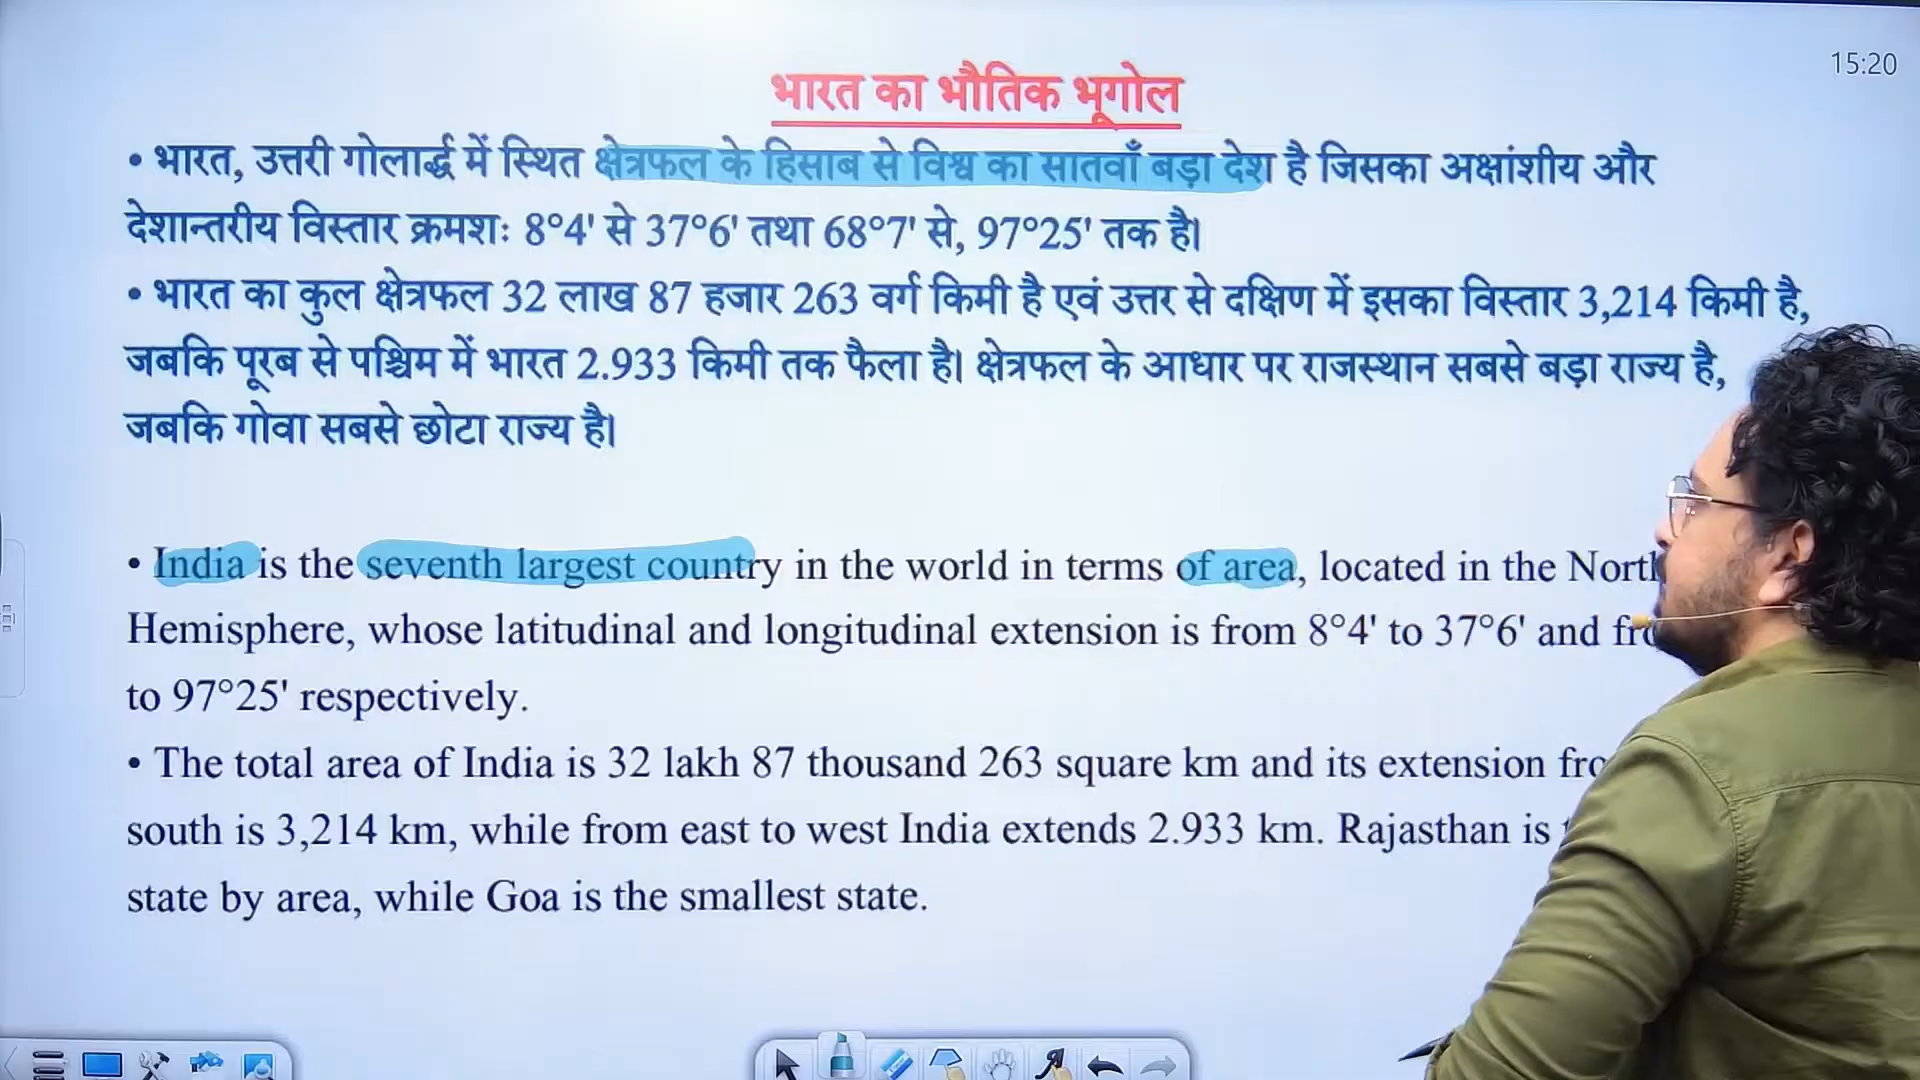 15:20
भारत का भौतिक भूगोल
• भारत, उत्तरी गोलार्द्ध में स्थित क्षेत्रफल के हिसाब से विश्व का सातवाँ बड़ा देश है जिसका अक्षांशीय और
देशान्तरीय विस्तार क्रमशः 8°4' से 37°6' तथा 68°7' से, 97°25' तक है।
• भारत का कुल क्षेत्रफल 32 लाख 87 हजार 263 वर्ग किमी है एवं उत्तर से दक्षिण में इसका विस्तार 3,214 किमी है,
जबकि पूरब से पश्चिम में भारत 2.933 किमी तक फैला है। क्षेत्रफल के आधार पर राजस्थान सबसे बड़ा राज्य है,
जबकि गोवा सबसे छोटा राज्य है।
• India is the seventh largest country in the world in terms of area, located in the
Hemisphere, whose latitudinal and longitudinal extension is from 8°4' to 37°6' and
to 97°25' respectively.
• The total area of India is 32 lakh 87 thousand 263 square km and its extension
south is 3,214 km, while from east to west India extends 2.933 km. Rajasthan is
state by area, while Goa is the smallest state.